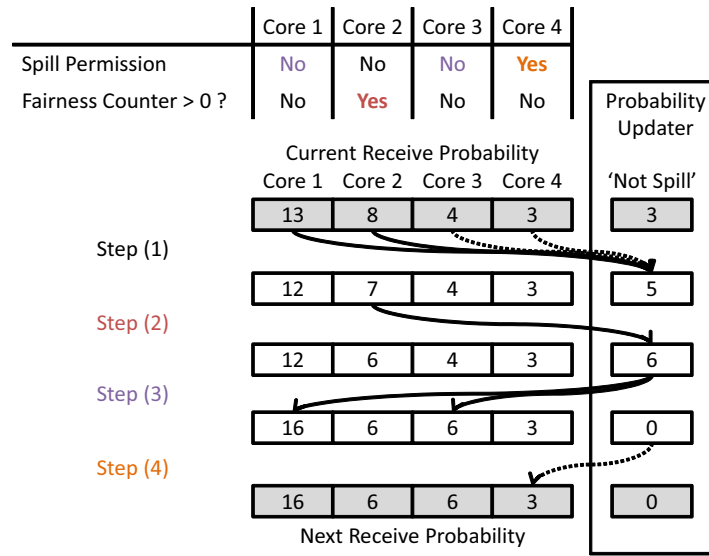 Core 1 Core 2 Core 3 Core 4
Spill Permission No No No Yes
Fairness Counter > 0 ? No Yes No No
Probability
Updater
Current Receive Probability
Core 1 Core 2 Core 3 Core 4 'Not Spill'
13 8 4 3 3
Step (1)
12 7 4 3 5
Step (2)
12 6 4 3 6
Step (3)
16 6 6 3 0
Step (4)
16 6 6 3 0
Next Receive Probability